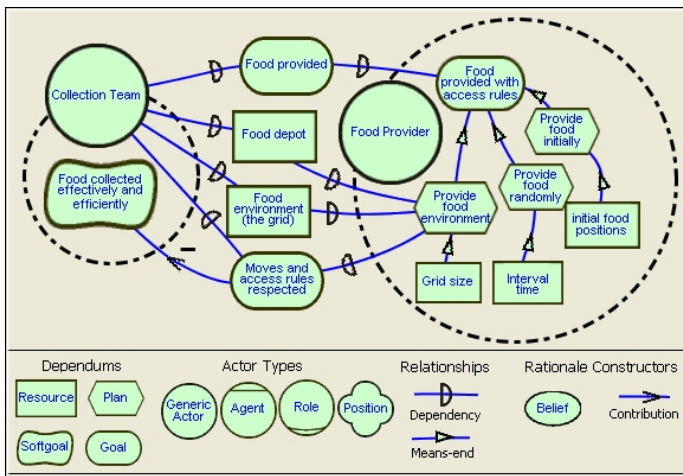 Collection Team
Food provided
Food
provided with
access rules
Food depot
Food Provider
Provide
food
initially
Food collected
effectively and
efficiently
Food
environment
(the grid)
Provide
food
environment
Provide
food
randomly
initial food
positions
Moves and
access rules
respected
Grid size
Interval
time
Dependums
Actor Types
Relationships
Rationale Constructors
Resource
Plan
Generic
Actor
Agent
Role
Position
Dependency
Belief
Contribution
Softgoal
Goal
Means-end